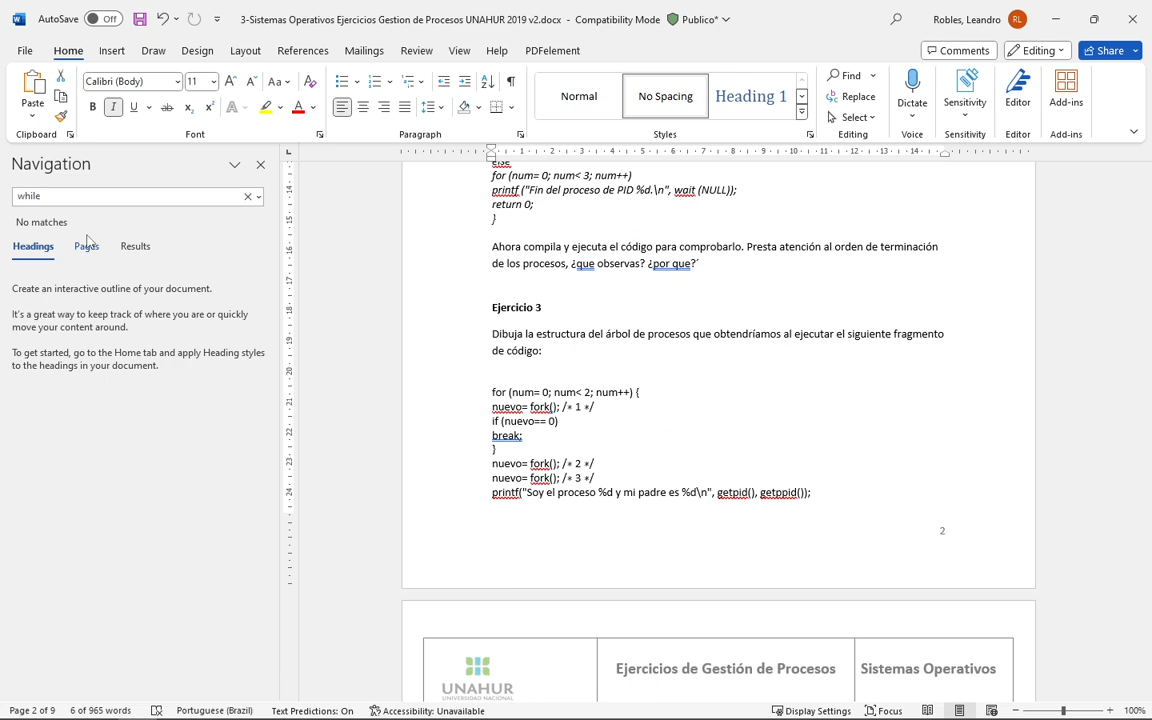 AutoSave Off 3-Sistemas Operativos Ejercicios Gestion de Procesos UNAHUR 2019 v2.docx - Compatibility Mode Publico* Robles, Leandro RL
File Home Insert Draw Design Layout References Mailings Review View Help PDFelement Comments Editing Share
Paste Calibri (Body) 11 Aa Normal No Spacing Heading 1 Find Replace Select Dictate Sensitivity Editor Add-ins
Clipboard Font Paragraph Styles Editing Voice Sensitivity Editor Add-ins
Navigation
while
No matches
Headings Pages Results
Create an interactive outline of your document.
It's a great way to keep track of where you are or quickly
move your content around.
To get started, go to the Home tab and apply Heading styles
to the headings in your document.
else
for (num= 0; num< 3; num++)
printf ("Fin del proceso de PID %d.\n", wait (NULL));
return 0;
}
Ahora compila y ejecuta el código para comprobarlo. Presta atención al orden de terminación
de los procesos, ¿que observas? ¿por que?´
Ejercicio 3
Dibuja la estructura del árbol de procesos que obtendríamos al ejecutar el siguiente fragmento
de código:
for (num= 0; num< 2; num++) {
nuevo= fork(); /∗ 1 ∗/
if (nuevo== 0)
break;
}
nuevo= fork(); /∗ 2 ∗/
nuevo= fork(); /∗ 3 ∗/
printf("Soy el proceso %d y mi padre es %d\n", getpid(), getppid());
2
UNAHUR
UNIVERSIDAD NACIONAL
Ejercicios de Gestión de Procesos
Sistemas Operativos
Page 2 of 9 6 of 965 words Portuguese (Brazil) Text Predictions: On Accessibility: Unavailable Display Settings Focus 100%